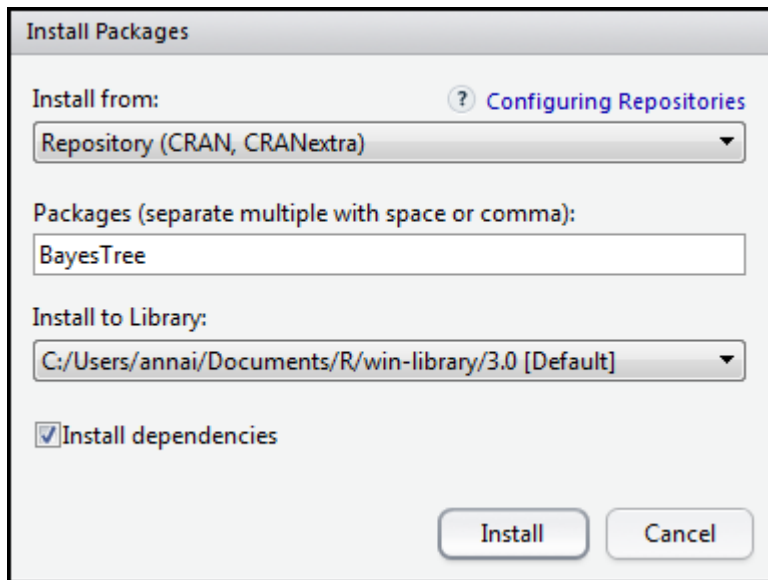 Install Packages
Install from:
? Configuring Repositories
Repository (CRAN, CRANextra)
Packages (separate multiple with space or comma):
BayesTree
Install to Library:
C:/Users/annai/Documents/R/win-library/3.0 [Default]
Install dependencies
Install
Cancel